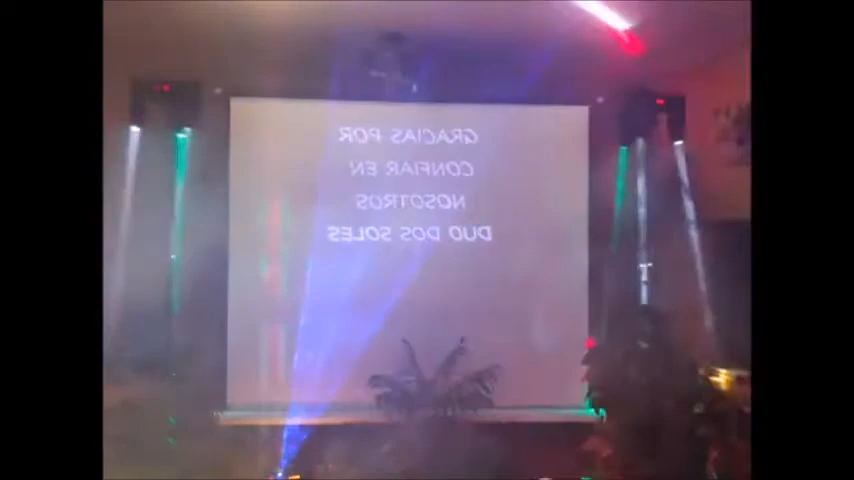 GRACIAS POR
CONFIAR EN
NOSOTROS
DUO DOS SOLES